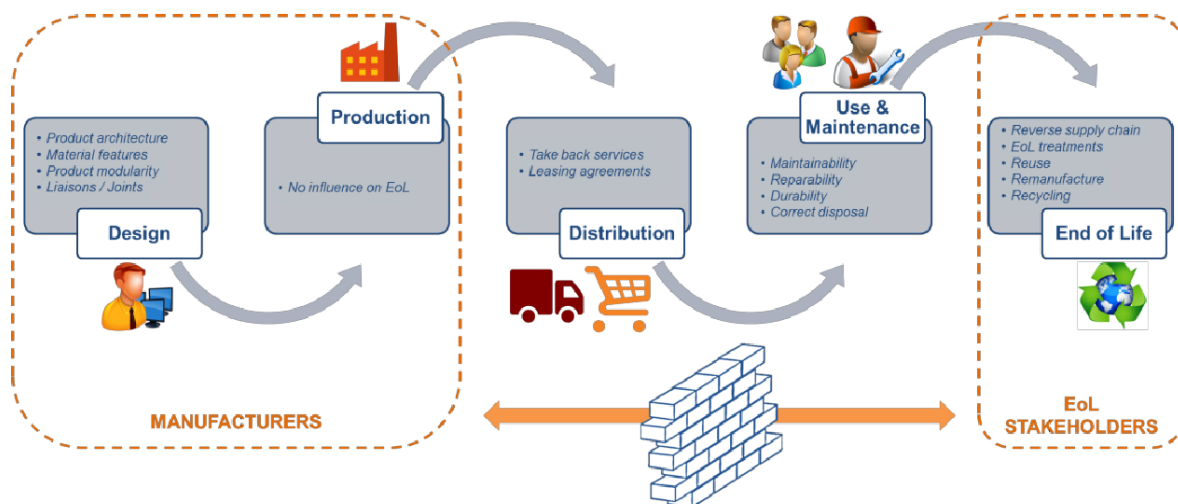 Production
• Product architecture
• Material features
• Product modularity
• Liaisons / Joints
Design
• No influence on EoL
• Take back services
• Leasing agreements
Distribution
Use &
Maintenance
• Maintainability
• Reparability
• Durability
• Correct disposal
• Reverse supply chain
• EoL treatments
• Reuse
• Remanufacture
• Recycling
End of Life
MANUFACTURERS
EoL
STAKEHOLDERS